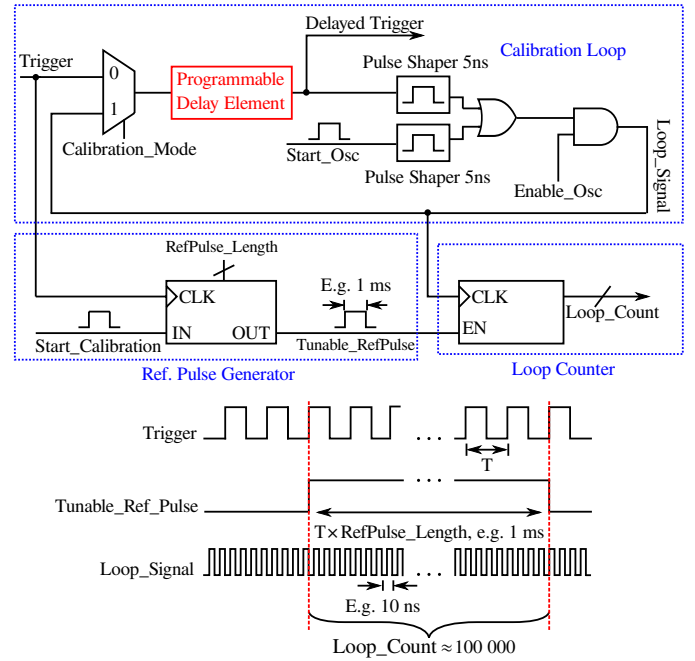 Delayed Trigger
Calibration Loop
Trigger
0
1
Programmable
Delay Element
Pulse Shaper 5ns
Calibration_Mode
Start_Osc
Pulse Shaper 5ns
Enable_Osc
Loop_Signal
RefPulse_Length
CLK
IN
OUT
Start_Calibration
E.g. 1 ms
Tunable_RefPulse
CLK
EN
Loop_Count
Ref. Pulse Generator
Loop Counter
Trigger
. . .
T
Tunable_Ref_Pulse
. . .
T×RefPulse_Length, e.g. 1 ms
Loop_Signal
. . .
E.g. 10 ns
Loop_Count ≈100 000